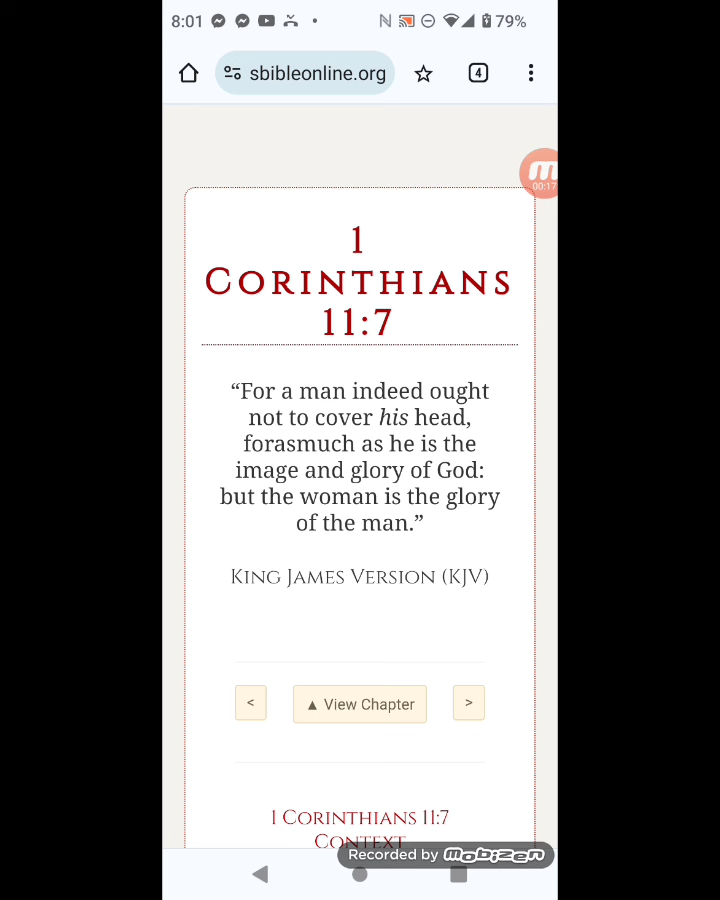 8:01
79%
sbibleonline.org
4
00:17
1
CORINTHIANS
11:7
“For a man indeed ought
not to cover his head,
forasmuch as he is the
image and glory of God:
but the woman is the glory
of the man.”
KING JAMES VERSION (KJV)
<
▲ View Chapter
>
1 CORINTHIANS 11:7
CONTEXT
Recorded by mobizen